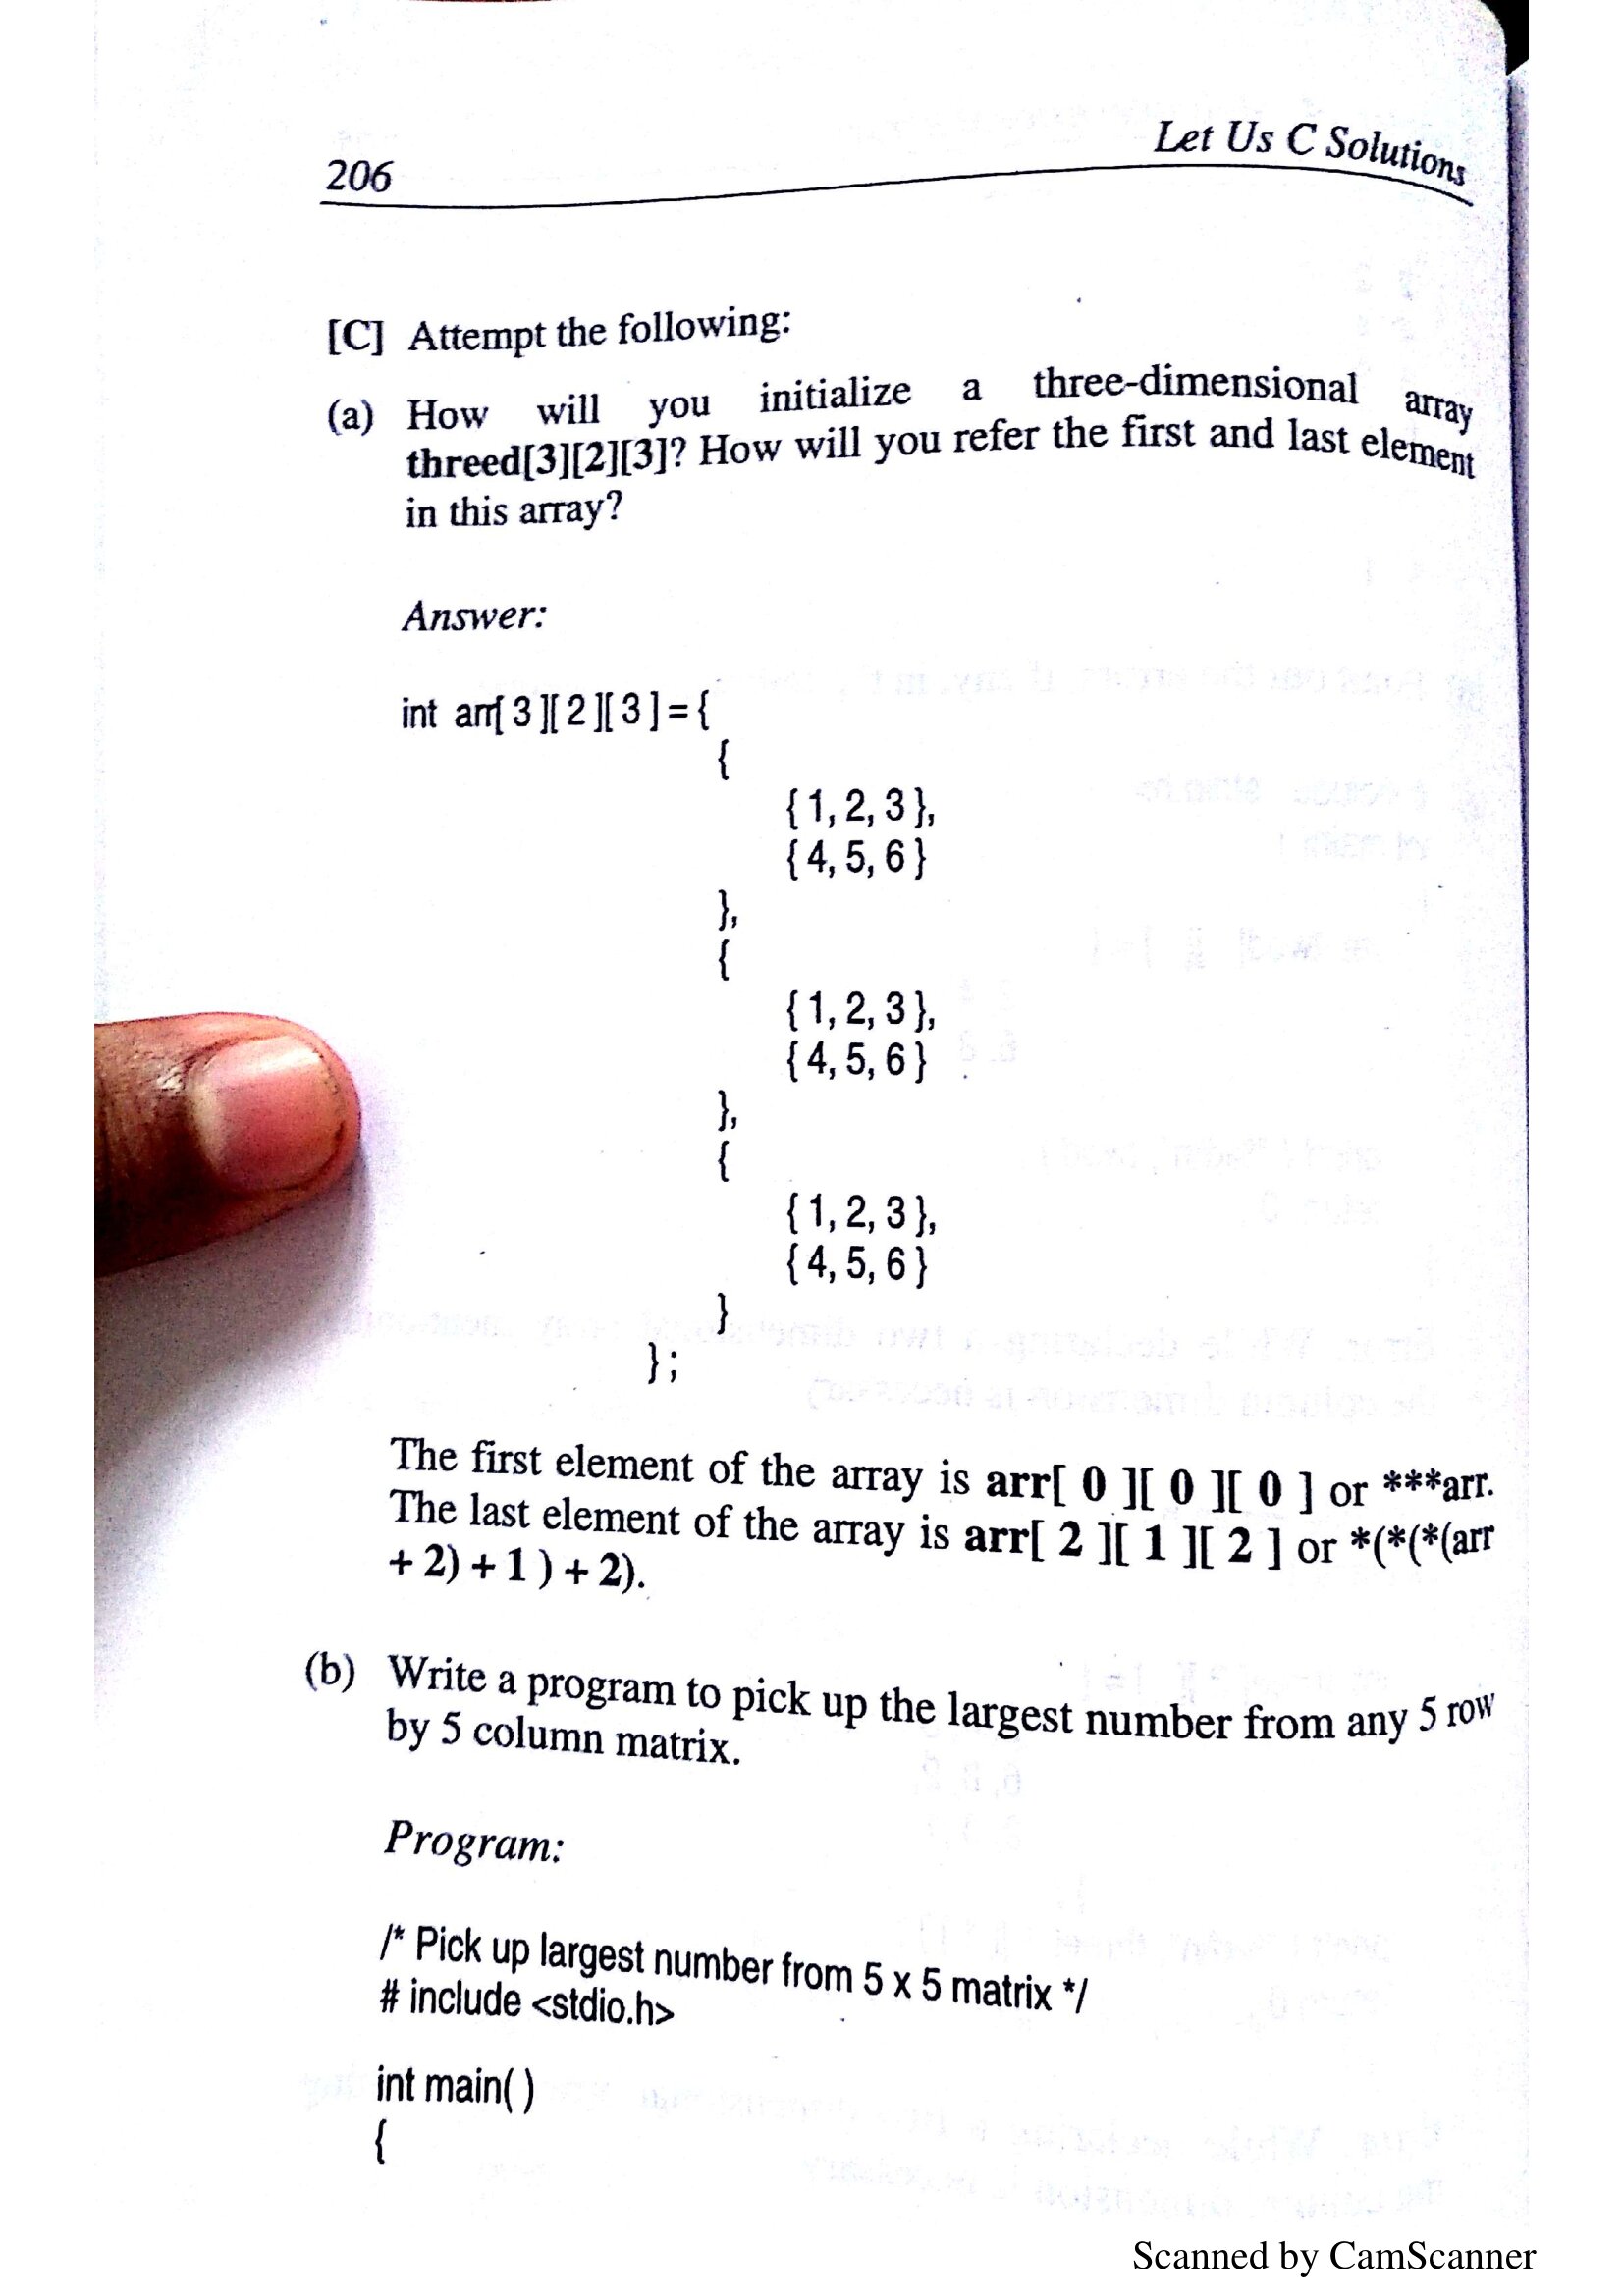 206
Let Us C Solutions
[C] Attempt the following:
(a) How will you initialize a three-dimensional array
threed[3][2][3]? How will you refer the first and last element
in this array?
Answer:
int arr[ 3 ][ 2 ][ 3 ] = {
{
{ 1, 2, 3 },
{ 4, 5, 6 }
},
{
{ 1, 2, 3 },
{ 4, 5, 6 }
},
{
{ 1, 2, 3 },
{ 4, 5, 6 }
}
} ;
The first element of the array is arr[ 0 ][ 0 ][ 0 ] or ***arr.
The last element of the array is arr[ 2 ][ 1 ][ 2 ] or *(*(*(arr
+ 2) + 1 ) + 2).
(b) Write a program to pick up the largest number from any 5 row
by 5 column matrix.
Program:
/* Pick up largest number from 5 x 5 matrix */
# include <stdio.h>
int main( )
{
Scanned by CamScanner